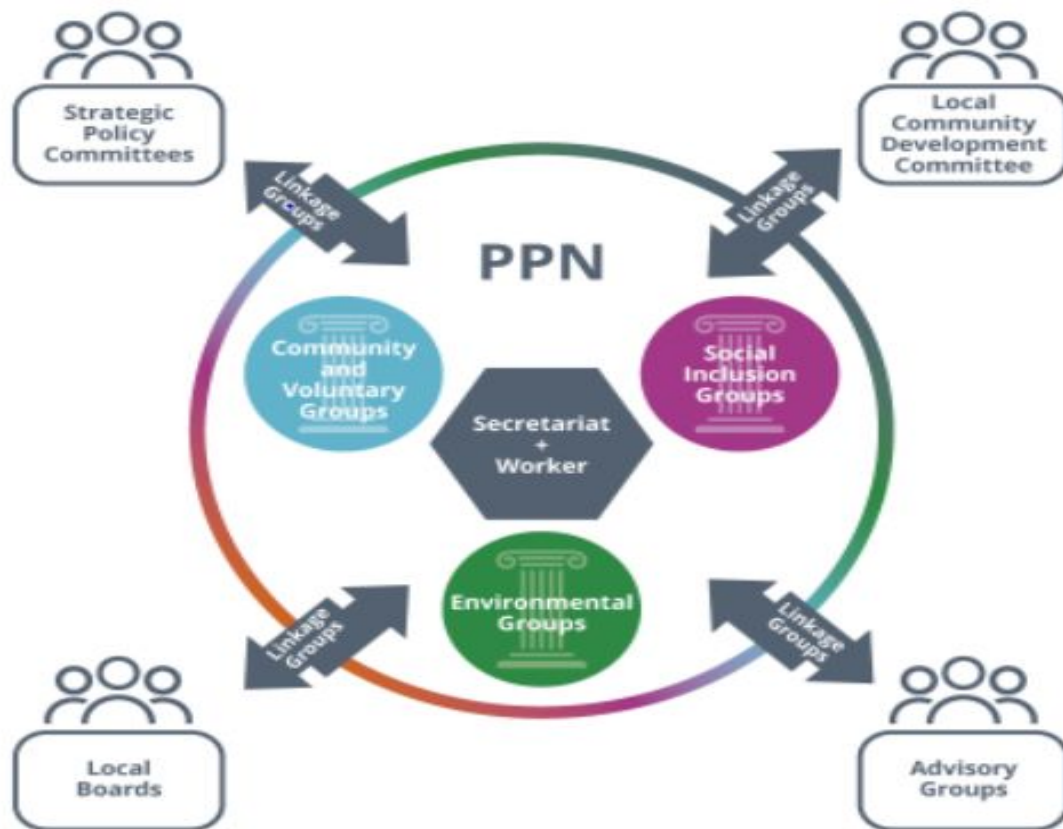 Strategic
Policy
Committees
Local
Community
Development
Committee
Linkage
Groups
Linkage
Groups
PPN
Community
and
Voluntary
Groups
Social
Inclusion
Groups
Secretariat
+
Worker
Environmental
Groups
Linkage
Groups
Linkage
Groups
Local
Boards
Advisory
Groups